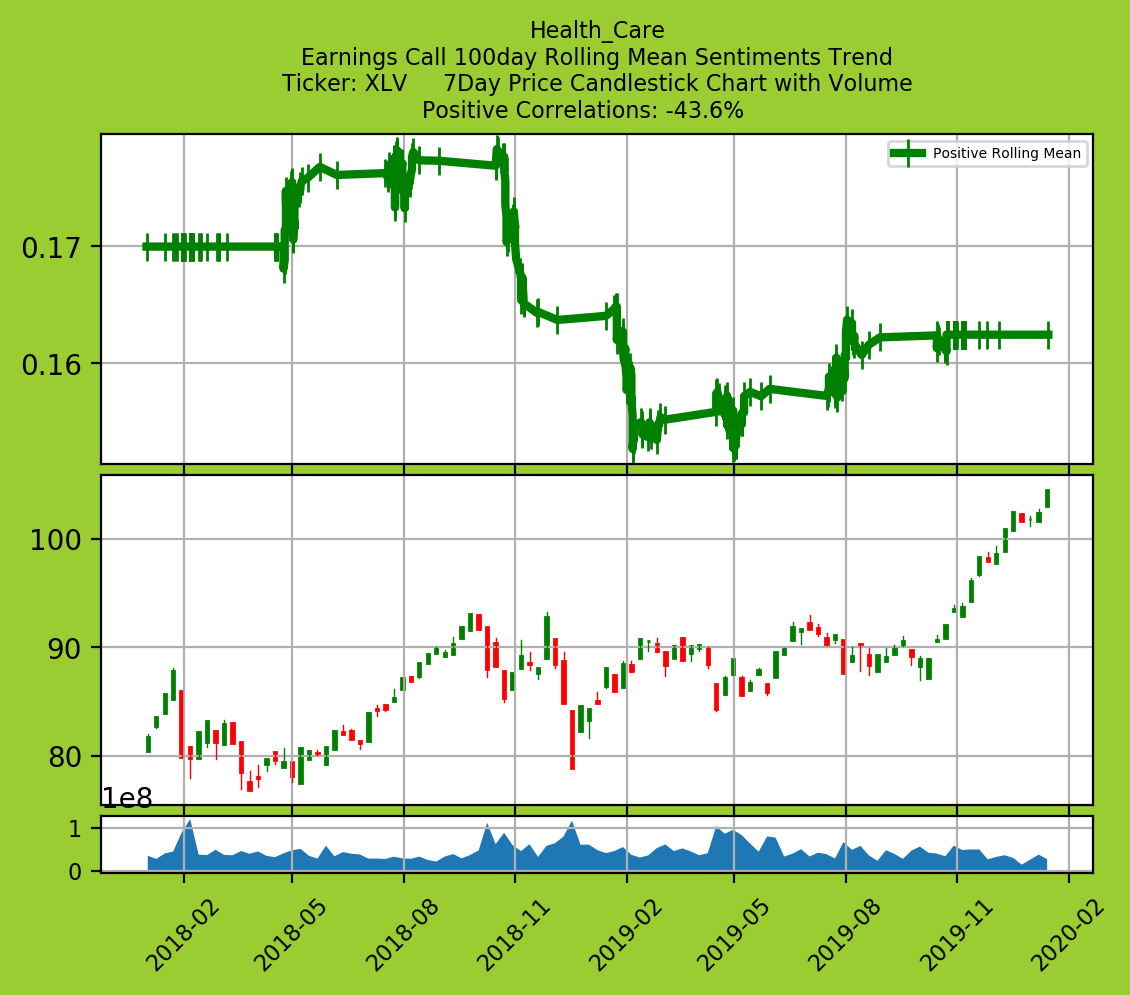 Health_Care
Earnings Call 100day Rolling Mean Sentiments Trend
Ticker: XLV 7Day Price Candlestick Chart with Volume
Positive Correlations: -43.6%
Positive Rolling Mean
0.17
0.16
100
90
80
1e8
1
0
2018-02
2018-05
2018-08
2018-11
2019-02
2019-05
2019-08
2019-11
2020-02